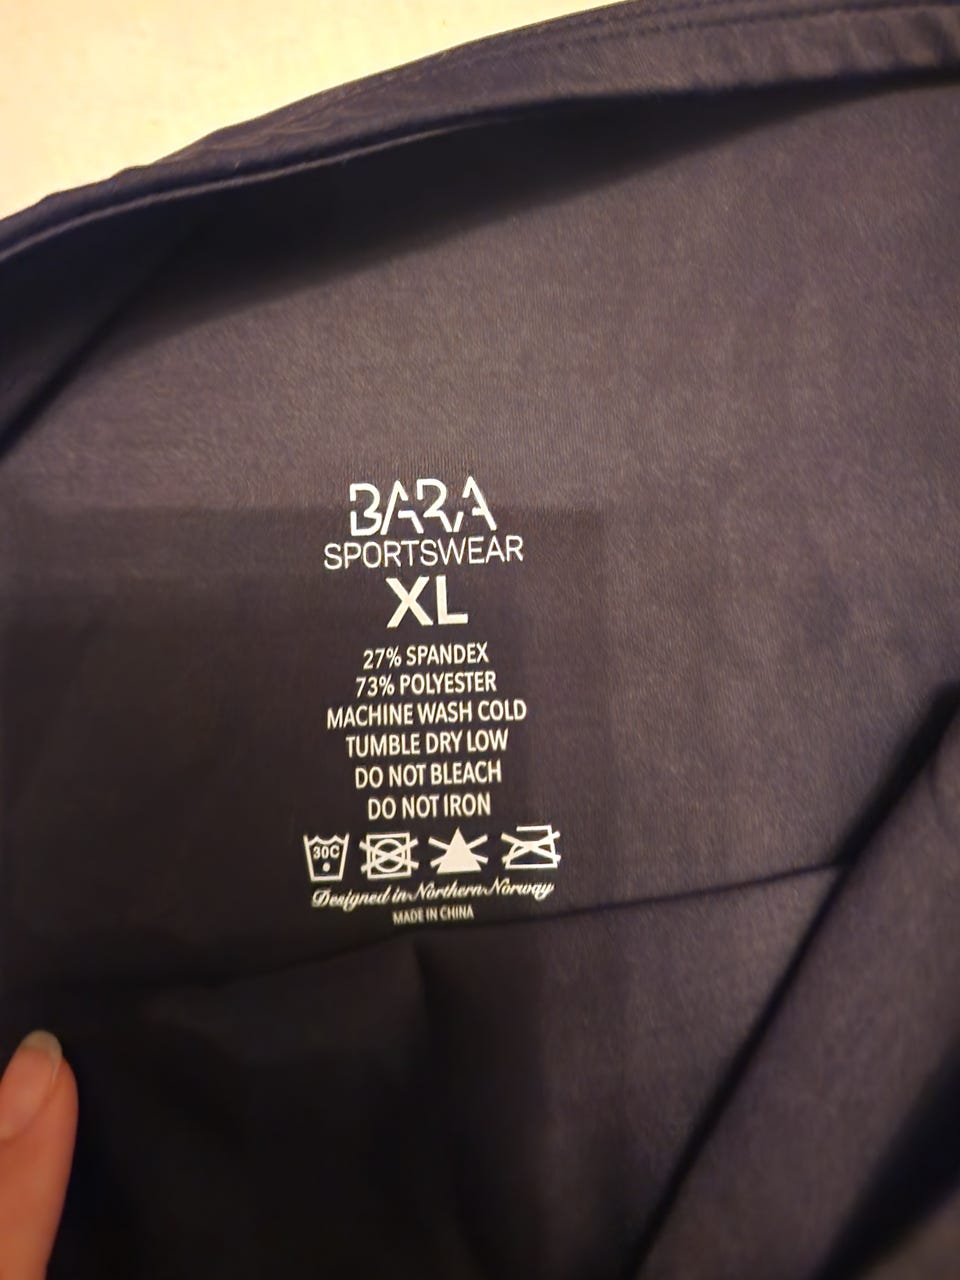 BARA
SPORTSWEAR
XL
27% SPANDEX
73% POLYESTER
MACHINE WASH COLD
TUMBLE DRY LOW
DO NOT BLEACH
DO NOT IRON
30C
Designed in Northern Norway
MADE IN CHINA